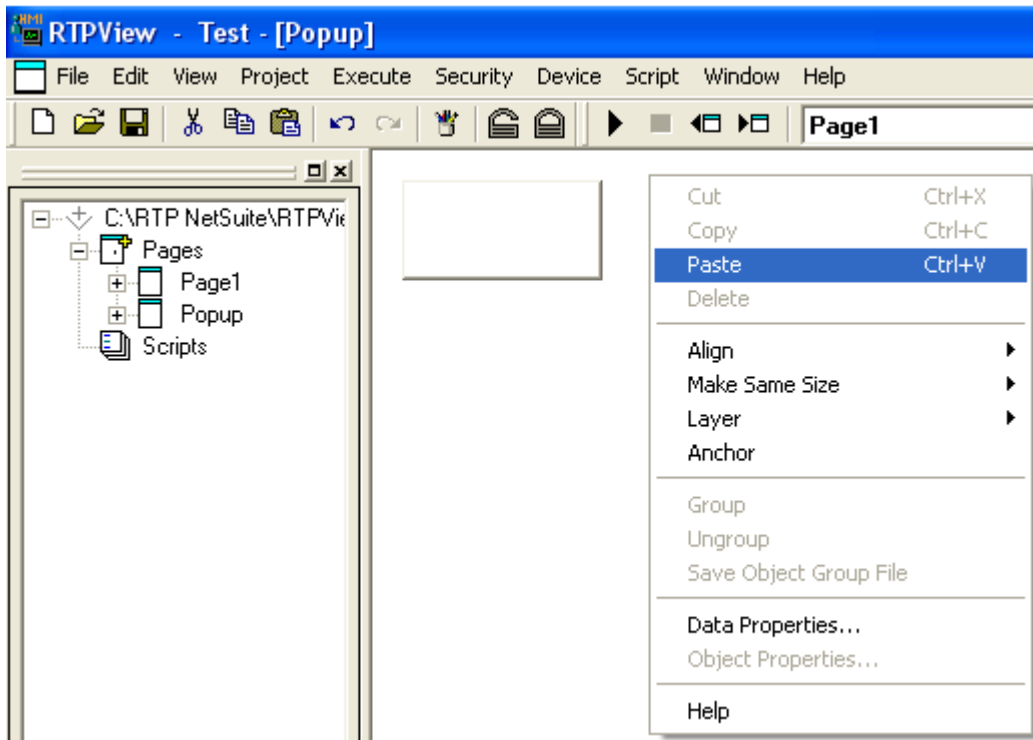 HMI
RTPView - Test - [Popup]
File Edit View Project Execute Security Device Script Window Help
Page1
C:\RTP NetSuite\RTPVie
Pages
Page1
Popup
Scripts
Cut Ctrl+X
Copy Ctrl+C
Paste Ctrl+V
Delete
Align
Make Same Size
Layer
Anchor
Group
Ungroup
Save Object Group File
Data Properties...
Object Properties...
Help